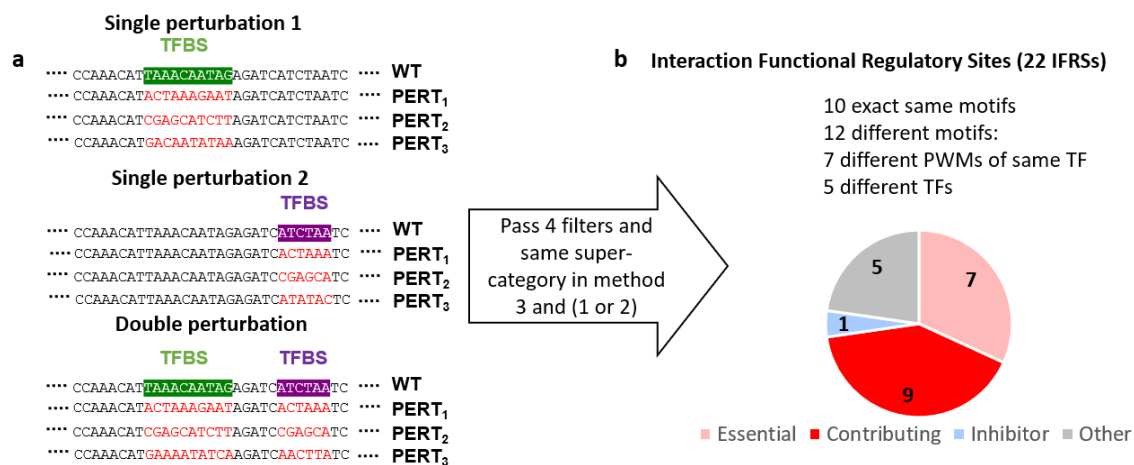 a
Single perturbation 1
TFBS
.... CCAAACATTAAACAATAGAGATCATCTAATC .... WT
CCAAACATACTAAAGAATAGATCATCTAATC PERT1
.... CCAAACATCGAGCATCTTAGATCATCTAATC .... PERT2
.... CCAAACATGACAATATAAAGATCATCTAATC .... PERT3
Single perturbation 2
TFBS
.... CCAAACATTAAACAATAGAGATCATCTAATC WT
.... CCAAACATTAAACAATAGAGATCACTAAATC .... PERT1
.... CCAAACATTAAACAATAGAGATCCGAGCATC .... PERT2
.... CCAAACATTAAACAATAGAGATCATATACTC .... PERT3
Double perturbation
TFBS TFBS
.... CCAAACATTAAACAATAGAGATCATCTAATC .... WT
.... CCAAACATACTAAAGAATAGATCACTAAATC .... PERT1
.... CCAAACATCGAGCATCTTAGATCCGAGCATC .... PERT2
.... CCAAACATGAAAATATCAAGATCAACTTATC .... PERT3
Pass 4 filters and
same super-
category in method
3 and (1 or 2)
b Interaction Functional Regulatory Sites (22 IFRSs)
10 exact same motifs
12 different motifs:
7 different PWMs of same TF
5 different TFs
5
7
1
9
Essential Contributing Inhibitor Other